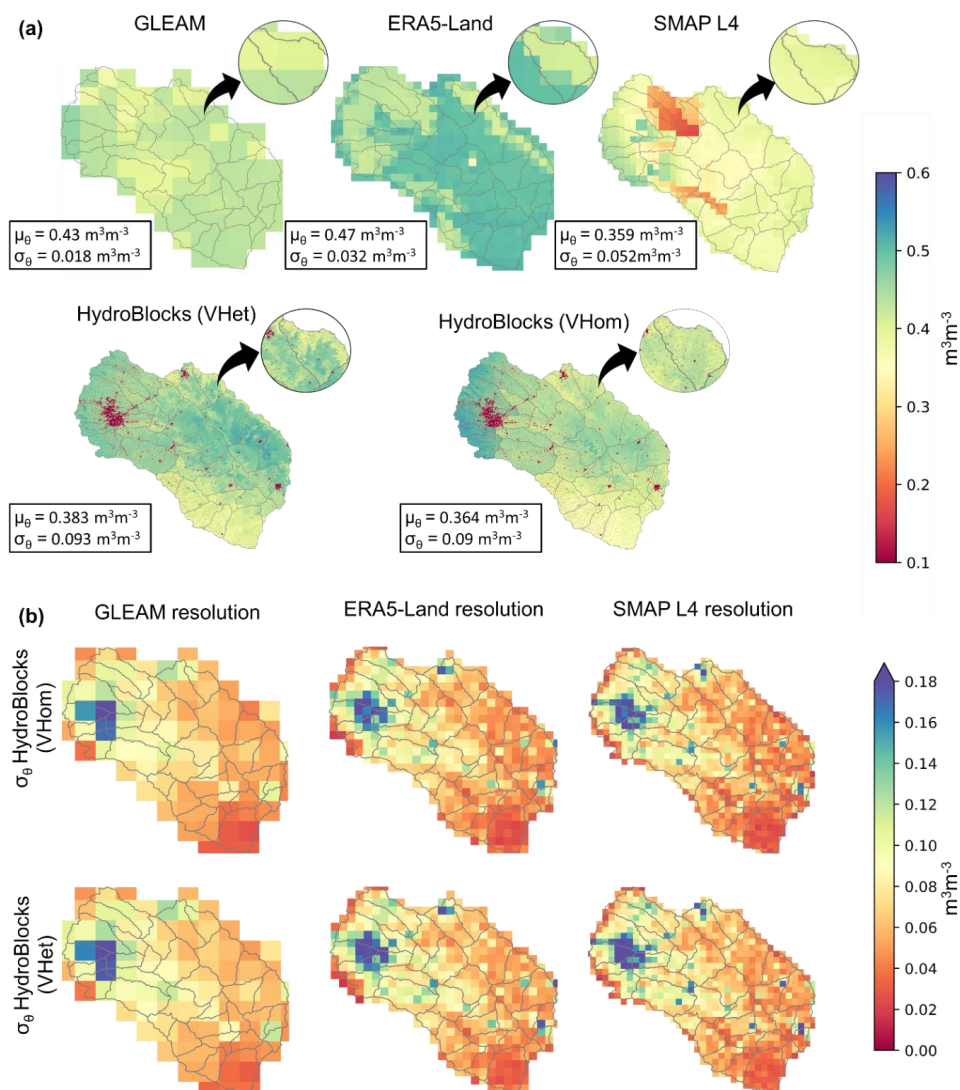 (a)
GLEAM
ERA5-Land
SMAP L4
μθ = 0.43 m³m⁻³
σθ = 0.018 m³m⁻³
μθ = 0.47 m³m⁻³
σθ = 0.032 m³m⁻³
μθ = 0.359 m³m⁻³
σθ = 0.052m³m⁻³
HydroBlocks (VHet)
HydroBlocks (VHom)
μθ = 0.383 m³m⁻³
σθ = 0.093 m³m⁻³
μθ = 0.364 m³m⁻³
σθ = 0.09 m³m⁻³
0.6
0.5
0.4
0.3
0.2
0.1
m³m⁻³
(b)
GLEAM resolution
ERA5-Land resolution
SMAP L4 resolution
σθ HydroBlocks
(VHom)
σθ HydroBlocks
(VHet)
0.18
0.16
0.14
0.12
0.10
0.08
0.06
0.04
0.02
0.00
m³m⁻³